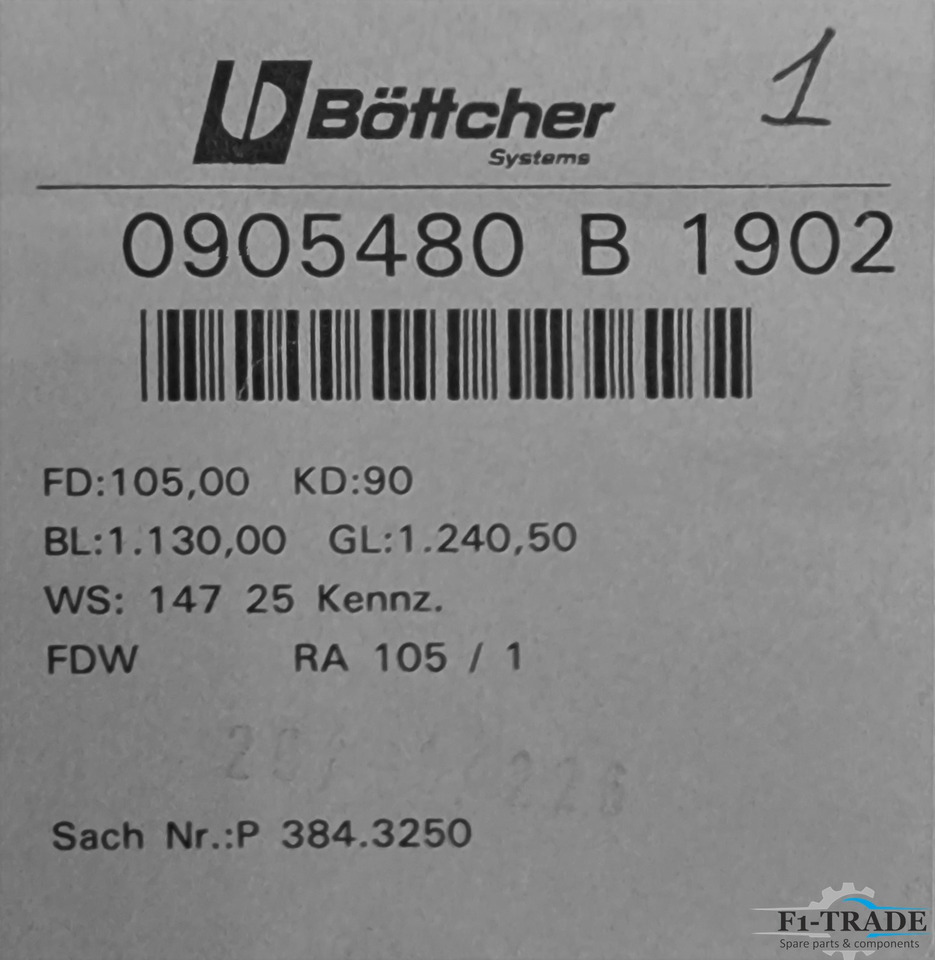 Böttcher
Systems
1
0905480 B 1902
FD:105,00 KD:90
BL:1.130,00 GL:1.240,50
WS: 147 25 Kennz.
FDW RA 105 / 1
226
Sach Nr.:P 384.3250
F1-TRADE
Spare parts & components